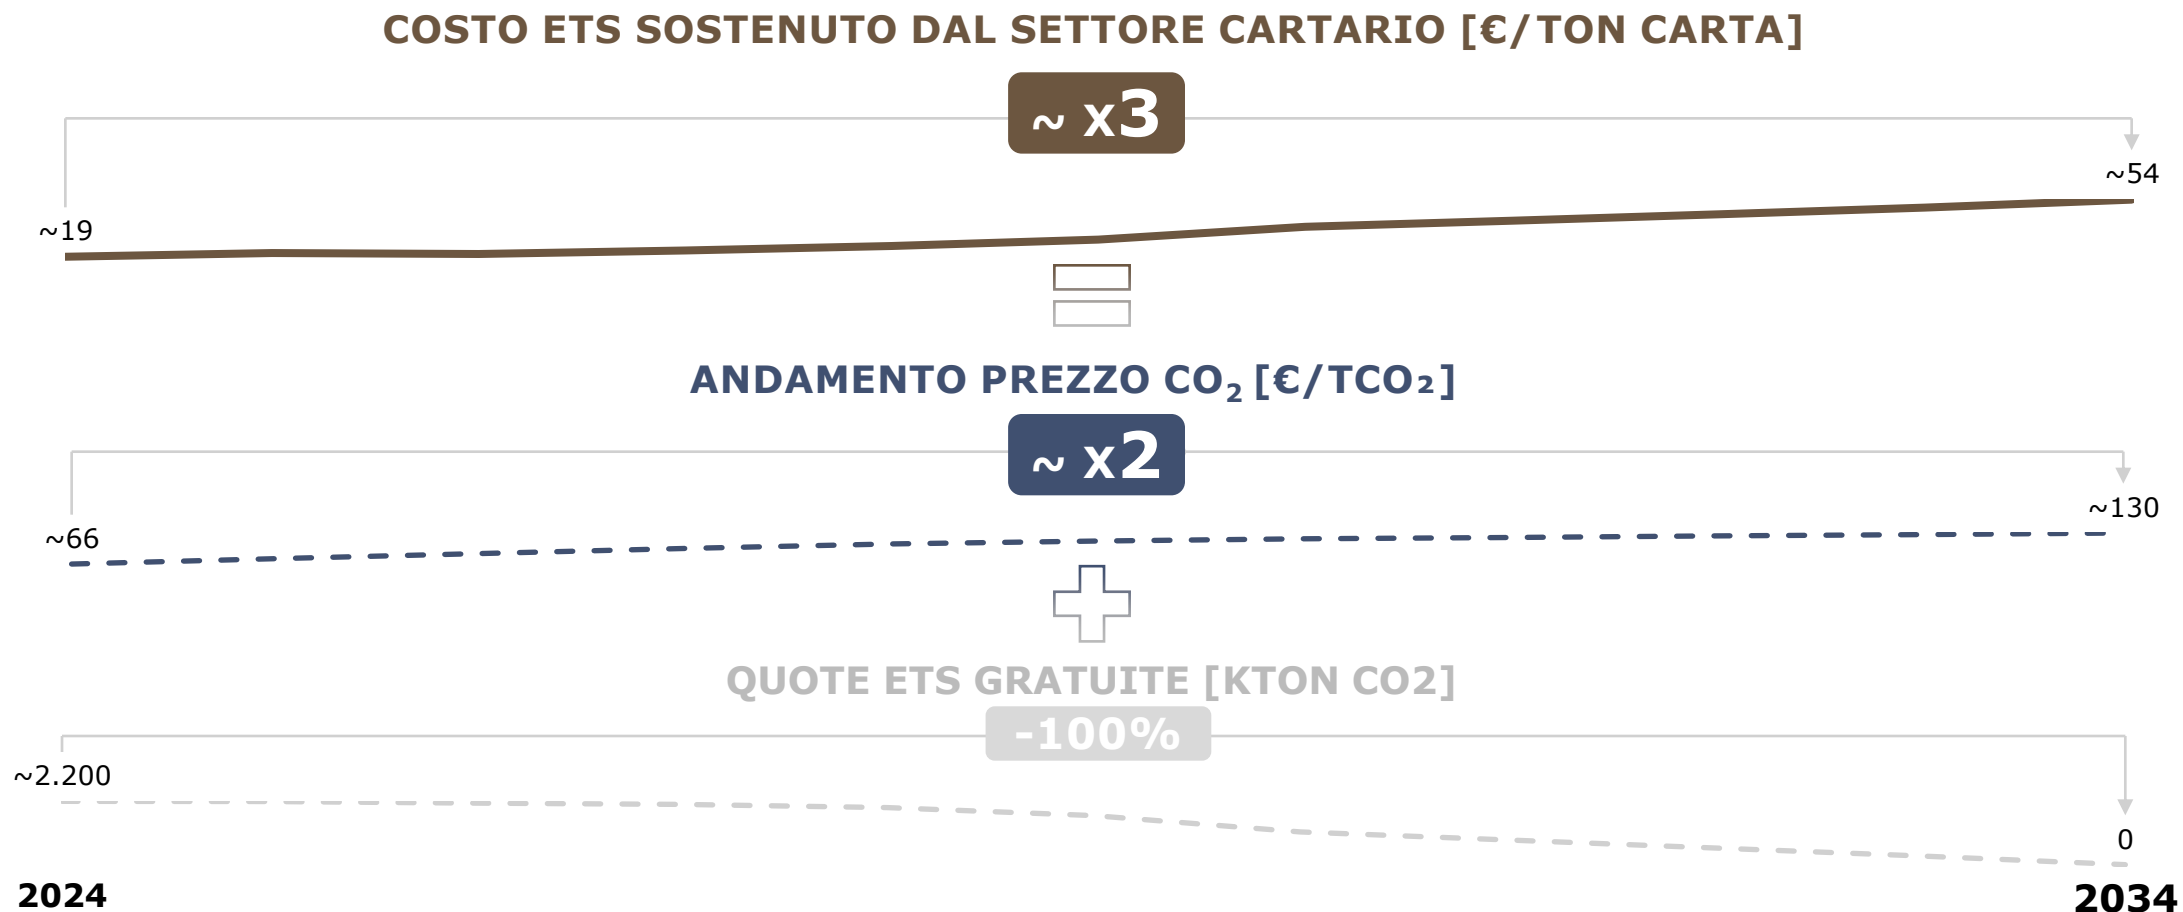 COSTO ETS SOSTENUTO DAL SETTORE CARTARIO [€/TON CARTA]
~ x3
~54
~19
ANDAMENTO PREZZO CO₂ [€/TCO₂]
~ x2
~130
~66
QUOTE ETS GRATUITE [KTON CO2]
-100%
~2.200
0
2024
2034